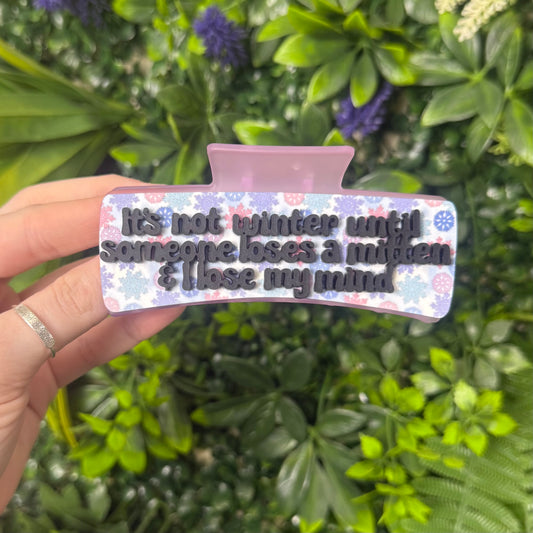 It's not winter until
someone loses a mitten
& I lose my mind